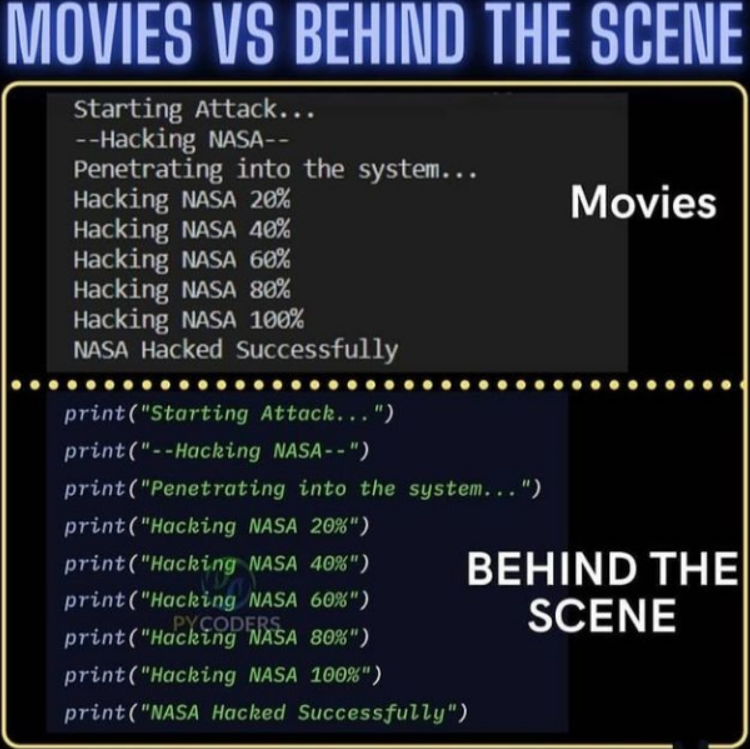 MOVIES VS BEHIND THE SCENE
Starting Attack...
--Hacking NASA--
Penetrating into the system...
Hacking NASA 20%
Hacking NASA 40%
Hacking NASA 60%
Hacking NASA 80%
Hacking NASA 100%
NASA Hacked Successfully
Movies
print("Starting Attack...")
print("--Hacking NASA--")
print("Penetrating into the system...")
print("Hacking NASA 20%")
print("Hacking NASA 40%")
print("Hacking NASA 60%")
print("Hacking NASA 80%")
print("Hacking NASA 100%")
print("NASA Hacked Successfully")
PYCODERS
BEHIND THE
SCENE